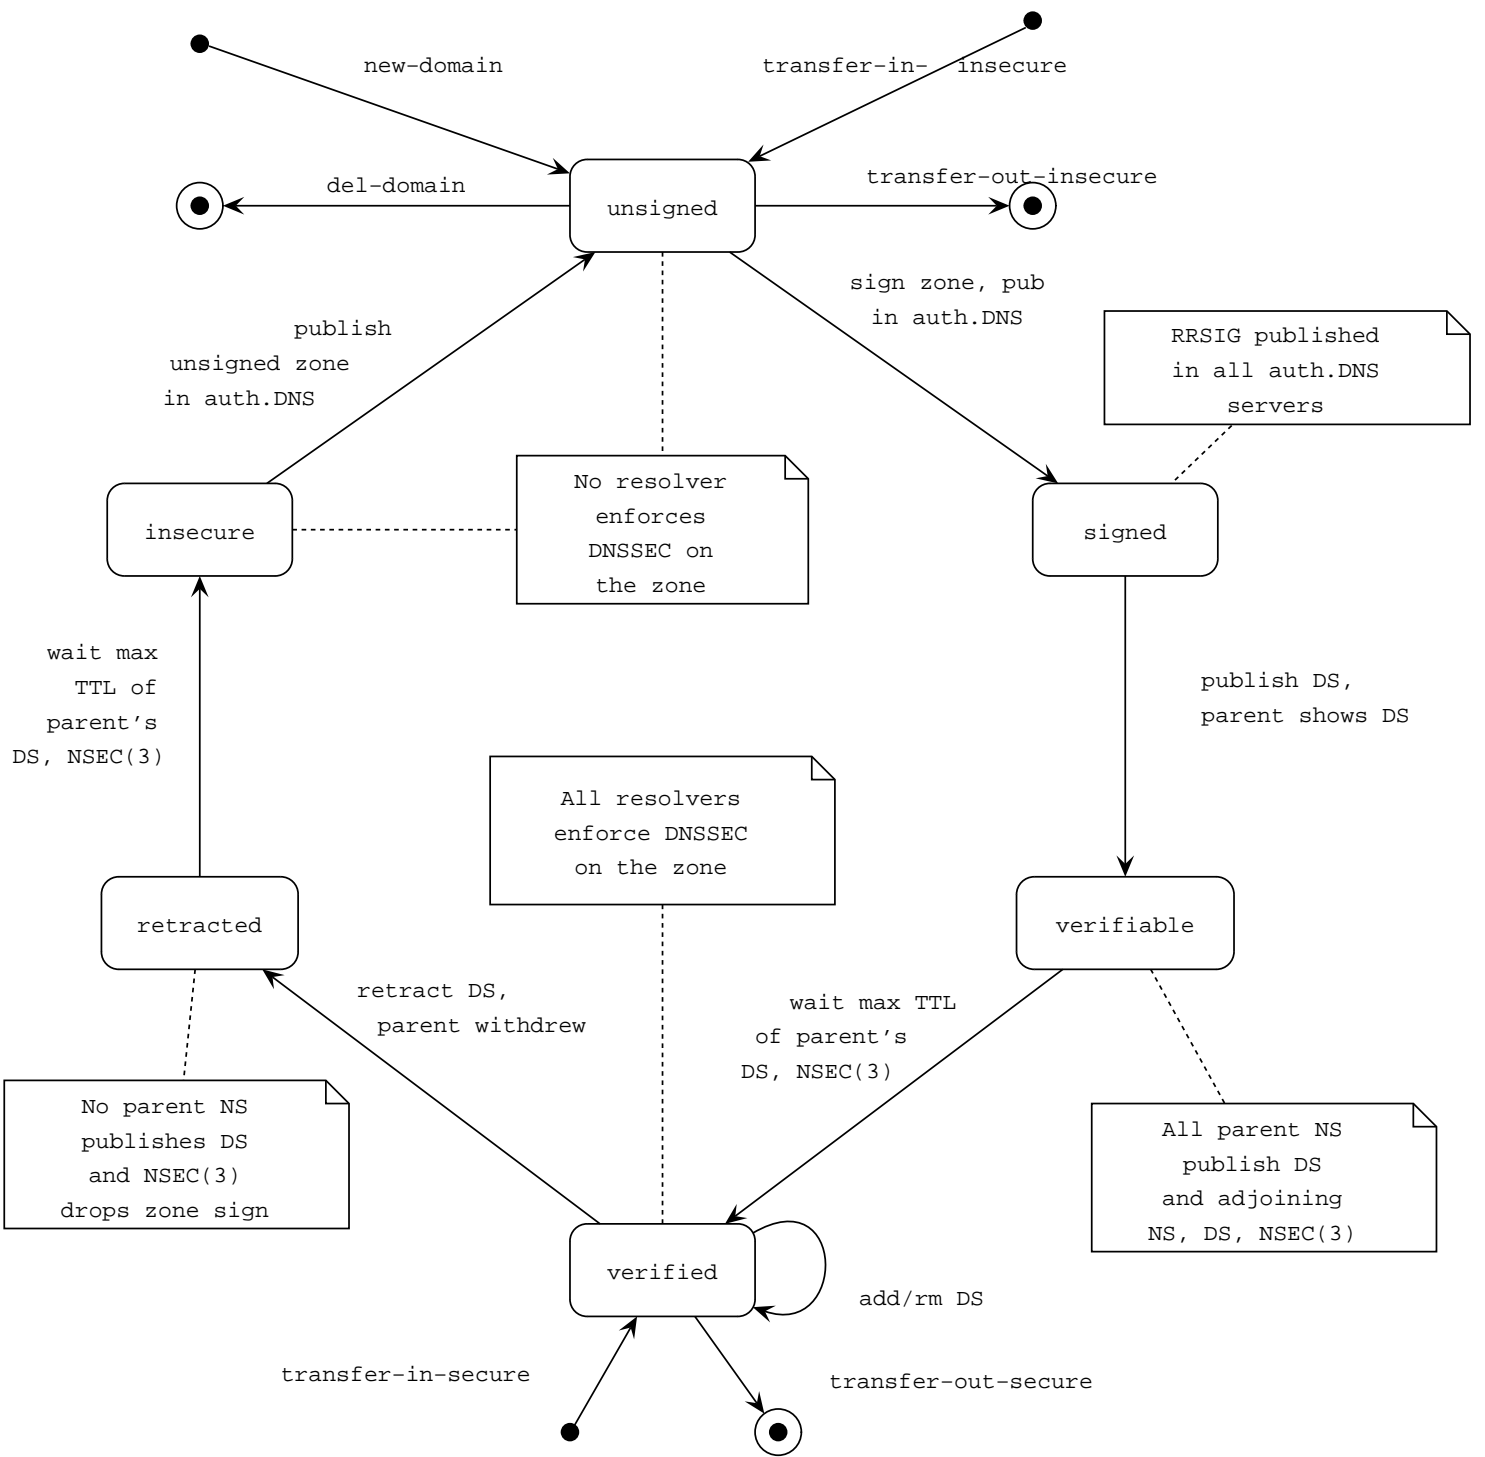 new-domain
transfer-in- insecure
del-domain
transfer-out-insecure
unsigned
sign zone, pub
in auth.DNS
publish
unsigned zone
in auth.DNS
RRSIG published
in all auth.DNS
servers
No resolver
enforces
DNSSEC on
the zone
insecure
signed
wait max
TTL of
parent's
DS, NSEC(3)
publish DS,
parent shows DS
All resolvers
enforce DNSSEC
on the zone
retracted
verifiable
retract DS,
parent withdrew
wait max TTL
of parent's
DS, NSEC(3)
No parent NS
publishes DS
and NSEC(3)
drops zone sign
All parent NS
publish DS
and adjoining
NS, DS, NSEC(3)
verified
add/rm DS
transfer-in-secure
transfer-out-secure